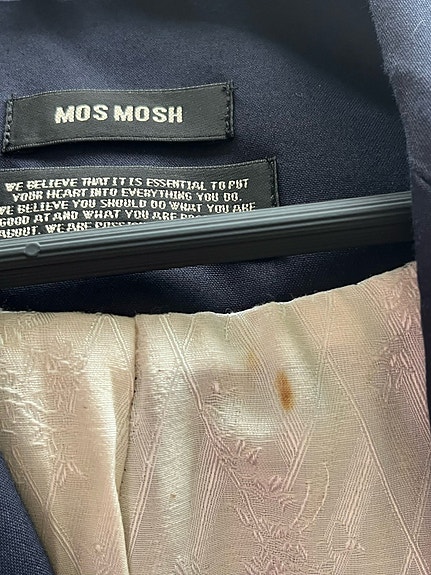 MOS MOSH
WE BELIEVE THAT IT IS ESSENTIAL TO PUT
YOUR HEART INTO EVERYTHING YOU DO.
WE BELIEVE YOU SHOULD DO WHAT YOU ARE
GOOD AT AND WHAT YOU ARE
ABOUT. WE ARE